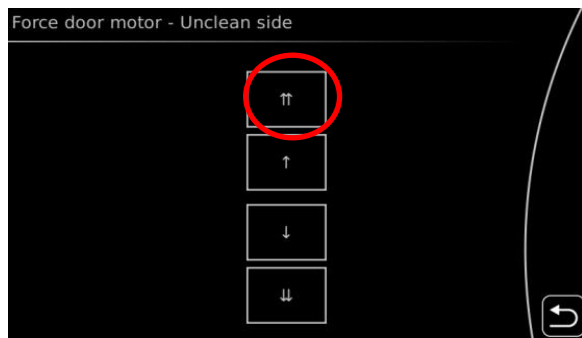 Force door motor - Unclean side
⇈
↑
↓
⇊